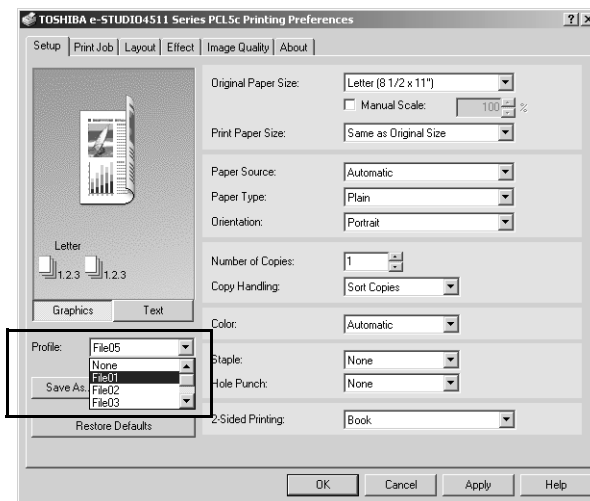 TOSHIBA e-STUDIO4511 Series PCL5c Printing Preferences
Setup Print Job Layout Effect Image Quality About
Letter
1.2.3 1.2.3
Graphics Text
Profile: File05
None
File01
File02
File03
Save As..
Restore Defaults
Original Paper Size: Letter (8 1/2 x 11")
Manual Scale: 100 %
Print Paper Size: Same as Original Size
Paper Source: Automatic
Paper Type: Plain
Orientation: Portrait
Number of Copies: 1
Copy Handling: Sort Copies
Color: Automatic
Staple: None
Hole Punch: None
2-Sided Printing: Book
OK Cancel Apply Help